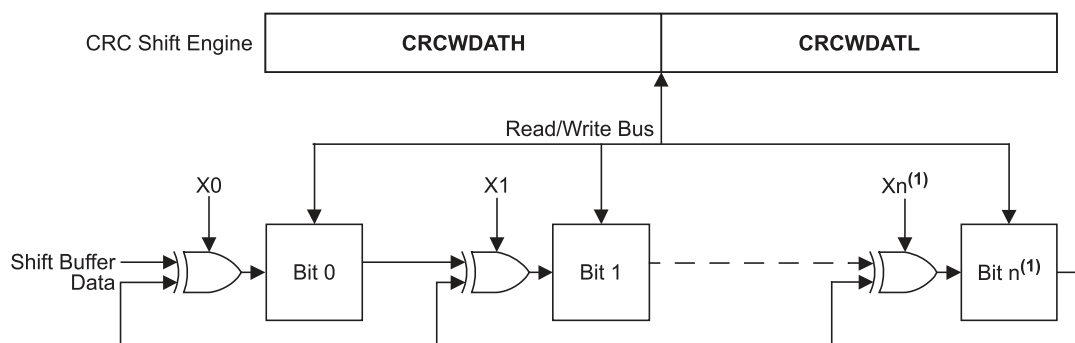 CRC Shift Engine
CRCWDATH
CRCWDATL
Read/Write Bus
X0
X1
Xn(1)
Shift Buffer
Data
Bit 0
Bit 1
Bit n(1)